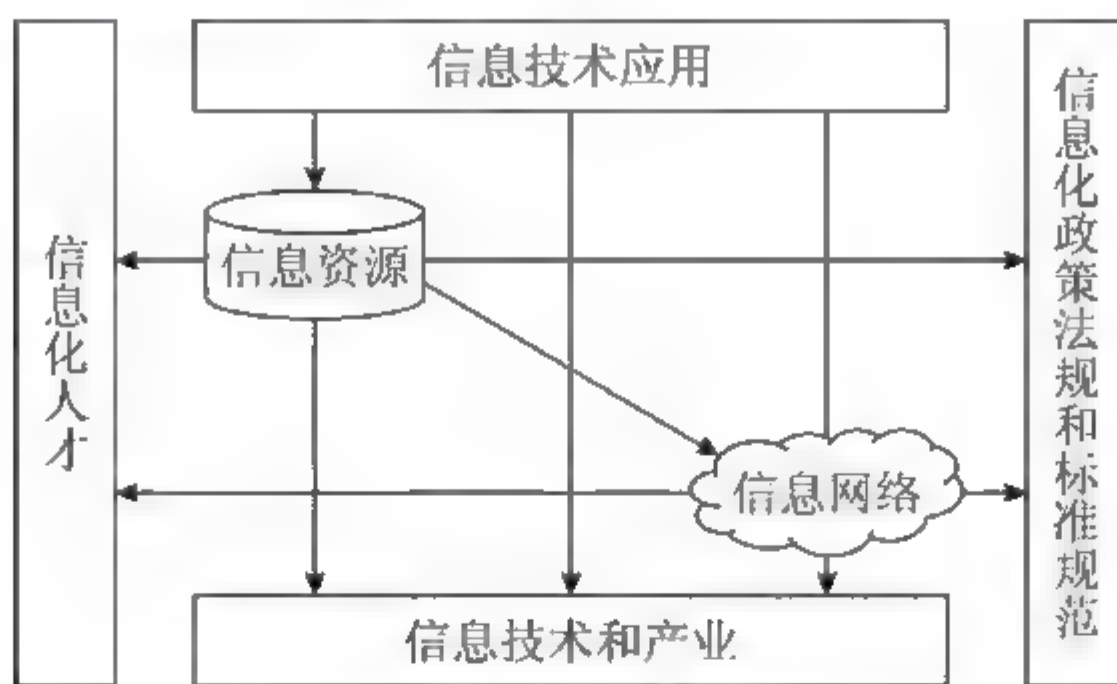 信息技术应用
信息化人才
信息资源
信息网络
信息技术和产业
信息化政策法规和标准规范